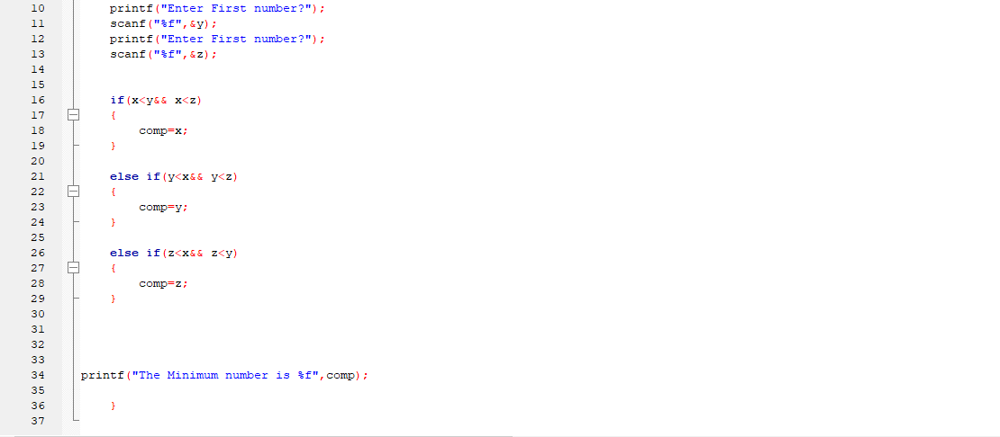 10 printf("Enter First number?");
11 scanf("%f",&y);
12 printf("Enter First number?");
13 scanf("%f",&z);
14
15
16 if(x<y&& x<z)
17 {
18 comp=x;
19 }
20
21 else if(y<x&& y<z)
22 {
23 comp=y;
24 }
25
26 else if(z<x&& z<y)
27 {
28 comp=z;
29 }
30
31
32
33
34 printf("The Minimum number is %f",comp);
35
36 }
37